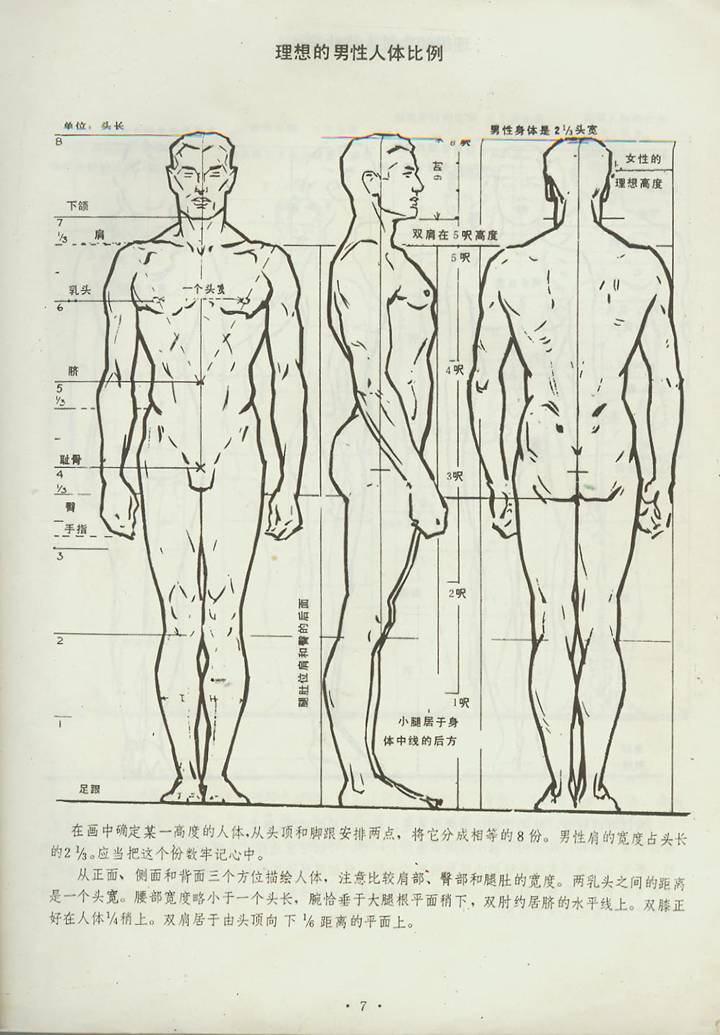 理想的男性人体比例
单位：头长
男性身体是 2⅓头宽
8
8 呎
女性的
理想高度
下颌
7
⅓ 肩
双肩在 5 呎高度
5 呎
乳头
一个头宽
6
4呎
脐
5
⅓
耻骨
4
3呎
⅓
臀
手指
3
2呎
腿肚位肩和臀的后面
2
1呎
小腿居于身
体中线的后方
1
足跟
在画中确定某一高度的人体，从头顶和脚跟安排两点，将它分成相等的8份。男性肩的宽度占头长
的2⅓。应当把这个份数牢记心中。
从正面、侧面和背面三个方位描绘人体，注意比较肩部、臀部和腿肚的宽度。两乳头之间的距离
是一个头宽。腰部宽度略小于一个头长，腕恰垂于大腿根平面稍下，双肘约居脐的水平线上。双膝正
好在人体¼稍上。双肩居于由头顶向下⅙距离的平面上。
· 7 ·